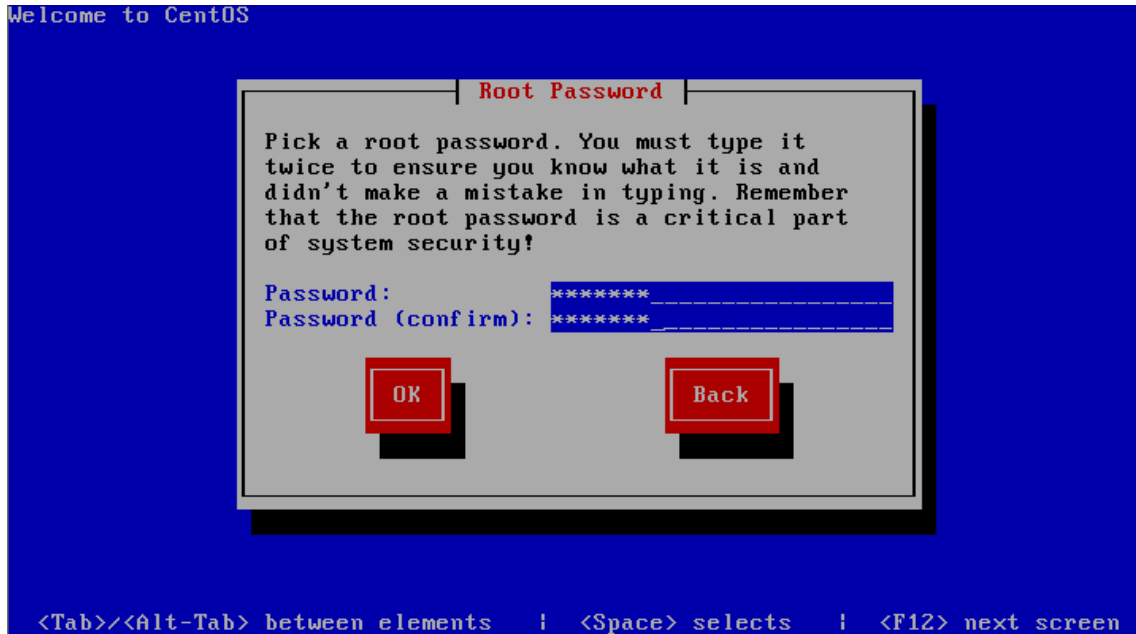 Welcome to CentOS
Root Password
Pick a root password. You must type it
twice to ensure you know what it is and
didn't make a mistake in typing. Remember
that the root password is a critical part
of system security!
Password: *******________________
Password (confirm): *******________________
OK Back
<Tab>/<Alt-Tab> between elements | <Space> selects | <F12> next screen